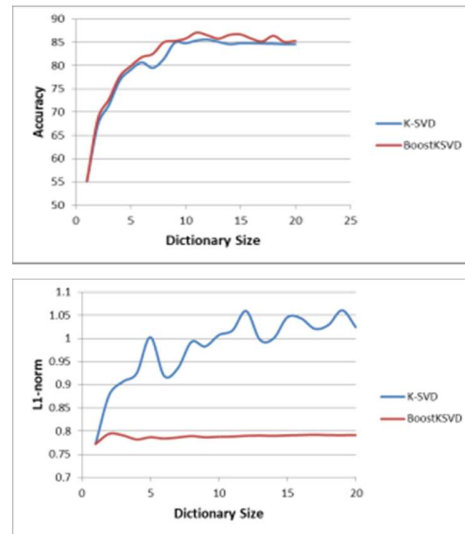 90
85
80
75
70
65
60
55
50
Accuracy
0 5 10 15 20 25
Dictionary Size
K-SVD
BoostKSVD
1.1
1.05
1
0.95
0.9
0.85
0.8
0.75
0.7
L1-norm
0 5 10 15 20
Dictionary Size
K-SVD
BoostKSVD